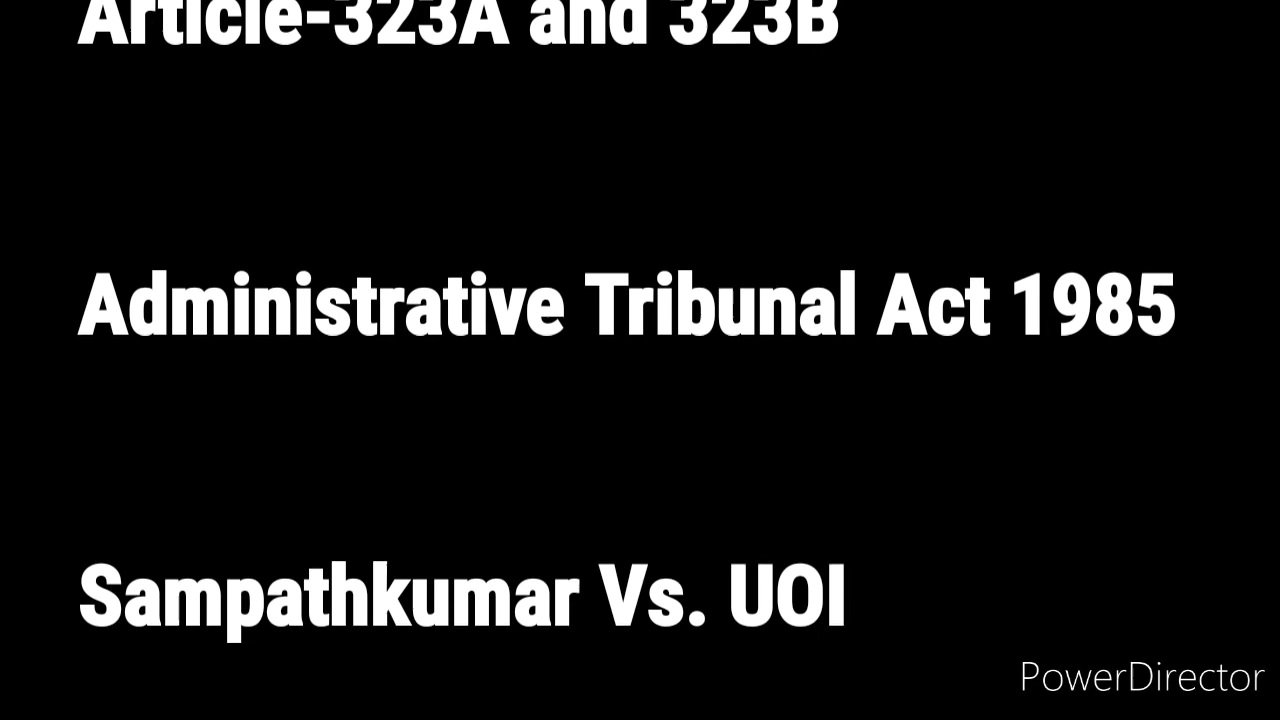 Article-323A and 323B
Administrative Tribunal Act 1985
Sampathkumar Vs. UOI
PowerDirector